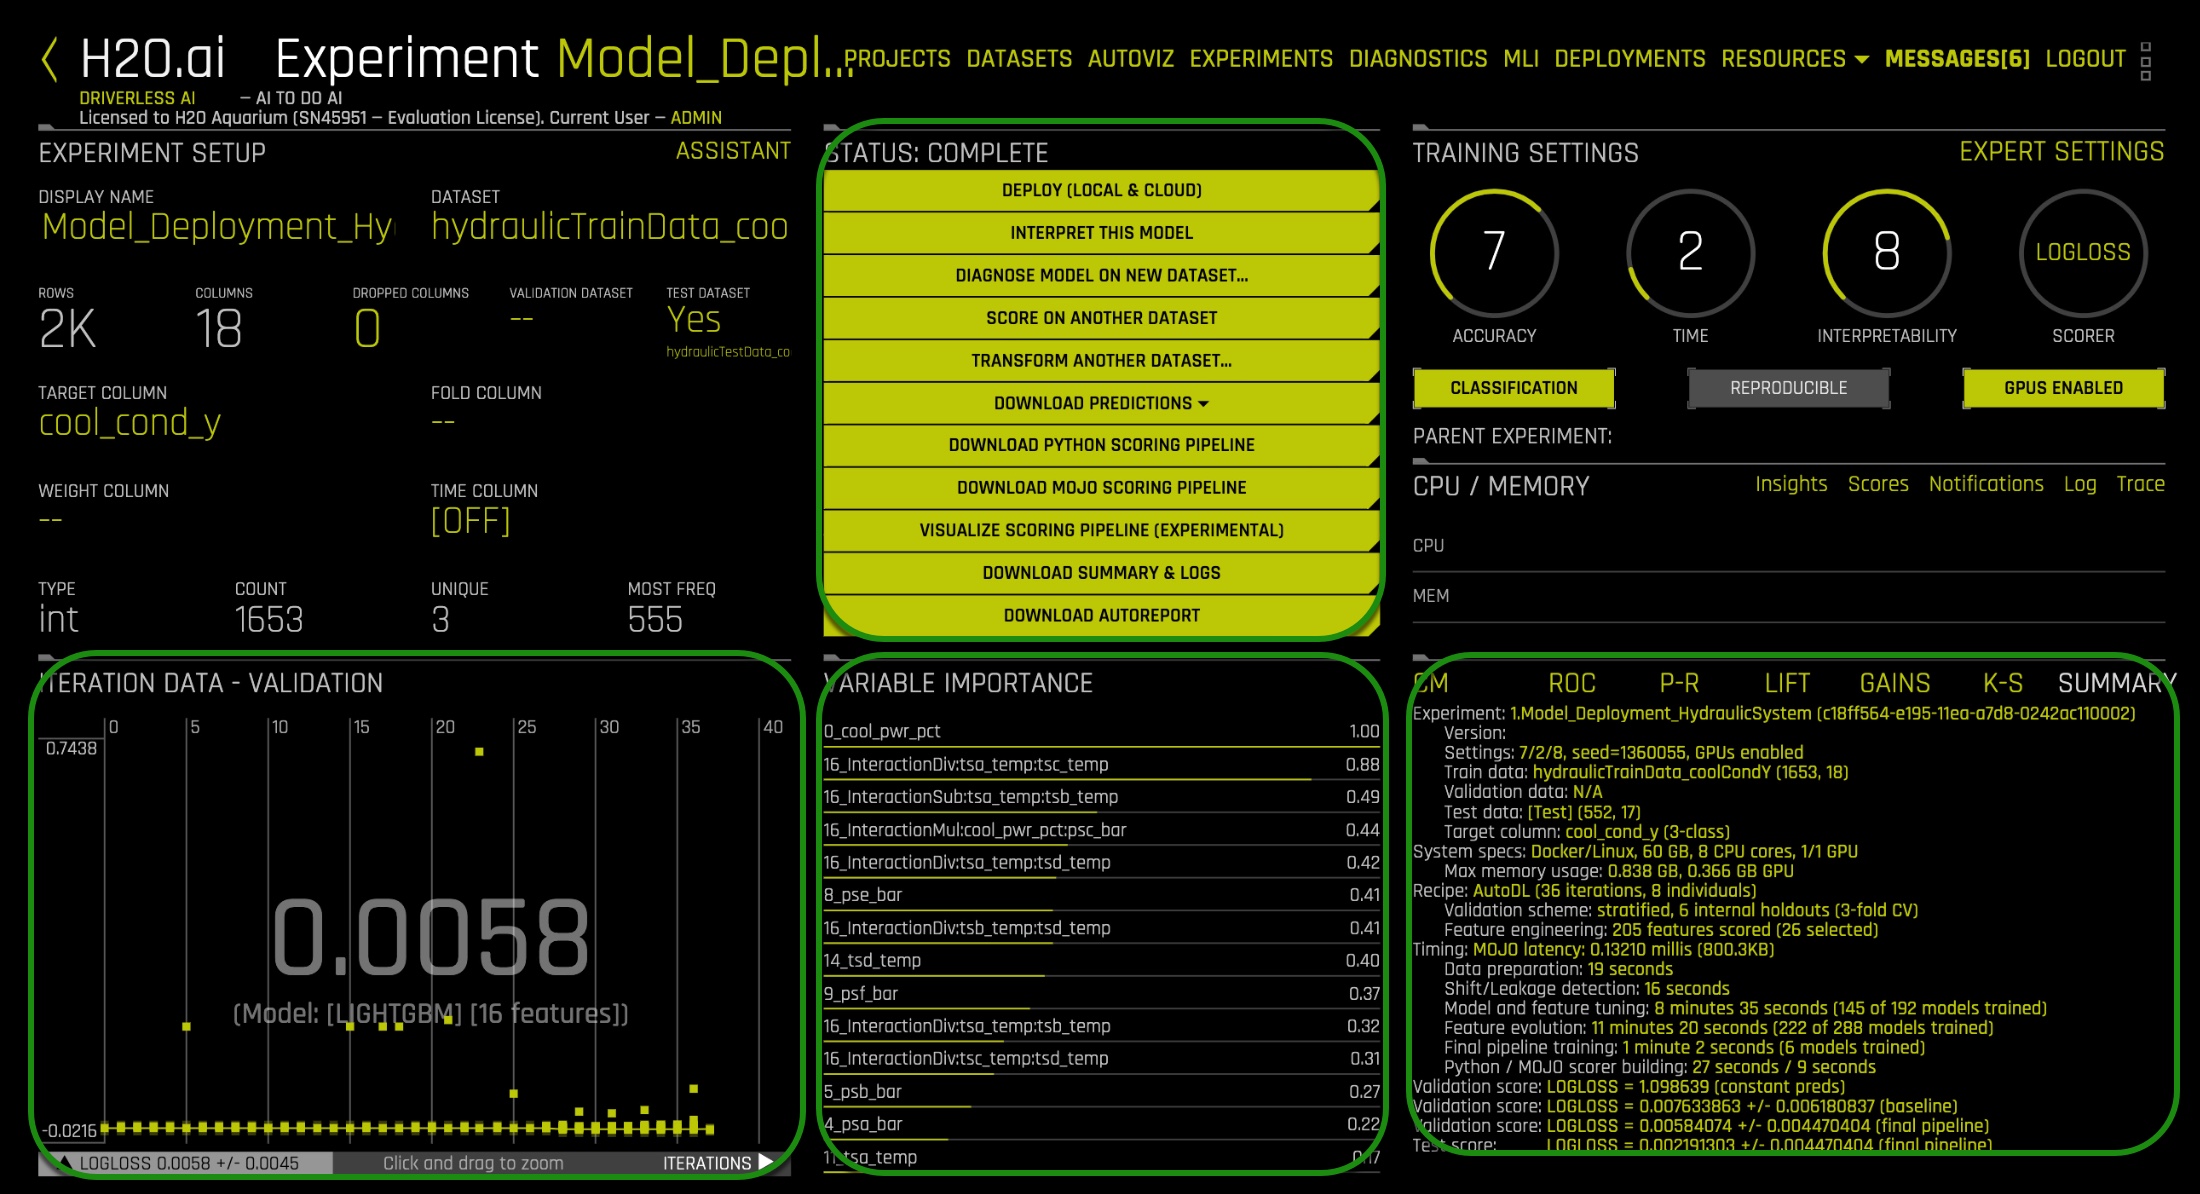 H2O.ai Experiment Model_Depl...
PROJECTS DATASETS AUTOVIZ EXPERIMENTS DIAGNOSTICS MLI DEPLOYMENTS RESOURCES MESSAGES[6] LOGOUT
DRIVERLESS AI – AI TO DO AI
Licensed to H2O Aquarium (SN45951 – Evaluation License). Current User – ADMIN
EXPERIMENT SETUP ASSISTANT
DISPLAY NAME DATASET
Model_Deployment_Hy hydraulicTrainData_coo
ROWS COLUMNS DROPPED COLUMNS VALIDATION DATASET TEST DATASET
2K 18 0 -- Yes
hydraulicTestData_co
TARGET COLUMN FOLD COLUMN
cool_cond_y --
WEIGHT COLUMN TIME COLUMN
-- [OFF]
TYPE COUNT UNIQUE MOST FREQ
int 1653 3 555
STATUS: COMPLETE
DEPLOY (LOCAL & CLOUD)
INTERPRET THIS MODEL
DIAGNOSE MODEL ON NEW DATASET...
SCORE ON ANOTHER DATASET
TRANSFORM ANOTHER DATASET...
DOWNLOAD PREDICTIONS
DOWNLOAD PYTHON SCORING PIPELINE
DOWNLOAD MOJO SCORING PIPELINE
VISUALIZE SCORING PIPELINE (EXPERIMENTAL)
DOWNLOAD SUMMARY & LOGS
DOWNLOAD AUTOREPORT
TRAINING SETTINGS EXPERT SETTINGS
7 2 8 LOGLOSS
ACCURACY TIME INTERPRETABILITY SCORER
CLASSIFICATION REPRODUCIBLE GPUS ENABLED
PARENT EXPERIMENT:
CPU / MEMORY Insights Scores Notifications Log Trace
CPU
MEM
ITERATION DATA - VALIDATION
0 5 10 15 20 25 30 35 40
0.7438
0.0058
(Model: [LIGHTGBM] [16 features])
-0.0216
LOGLOSS 0.0058 +/- 0.0045 Click and drag to zoom ITERATIONS
VARIABLE IMPORTANCE
0_cool_pwr_pct 1.00
16_InteractionDiv:tsa_temp:tsc_temp 0.88
16_InteractionSub:tsa_temp:tsb_temp 0.49
16_InteractionMul:cool_pwr_pct:psc_bar 0.44
16_InteractionDiv:tsa_temp:tsd_temp 0.42
8_pse_bar 0.41
16_InteractionDiv:tsb_temp:tsd_temp 0.41
14_tsd_temp 0.40
9_psf_bar 0.37
16_InteractionDiv:tsa_temp:tsb_temp 0.32
16_InteractionDiv:tsc_temp:tsd_temp 0.31
5_psb_bar 0.27
4_psa_bar 0.22
11_tsa_temp 0.17
CM ROC P-R LIFT GAINS K-S SUMMARY
Experiment: 1.Model_Deployment_HydraulicSystem (c18ff564-e195-11ea-a7d8-0242ac110002)
Version:
Settings: 7/2/8, seed=1360055, GPUs enabled
Train data: hydraulicTrainData_coolCondY (1653, 18)
Validation data: N/A
Test data: [Test] (552, 17)
Target column: cool_cond_y (3-class)
System specs: Docker/Linux, 60 GB, 8 CPU cores, 1/1 GPU
Max memory usage: 0.838 GB, 0.366 GB GPU
Recipe: AutoDL (36 iterations, 8 individuals)
Validation scheme: stratified, 6 internal holdouts (3-fold CV)
Feature engineering: 205 features scored (26 selected)
Timing: MOJO latency: 0.13210 millis (800.3KB)
Data preparation: 19 seconds
Shift/Leakage detection: 16 seconds
Model and feature tuning: 8 minutes 35 seconds (145 of 192 models trained)
Feature evolution: 11 minutes 20 seconds (222 of 288 models trained)
Final pipeline training: 1 minute 2 seconds (6 models trained)
Python / MOJO scorer building: 27 seconds / 9 seconds
Validation score: LOGLOSS = 1.098639 (constant preds)
Validation score: LOGLOSS = 0.007633863 +/- 0.006180837 (baseline)
Validation score: LOGLOSS = 0.00584074 +/- 0.004470404 (final pipeline)
Test score: LOGLOSS = 0.002191303 +/- 0.004470404 (final pipeline)